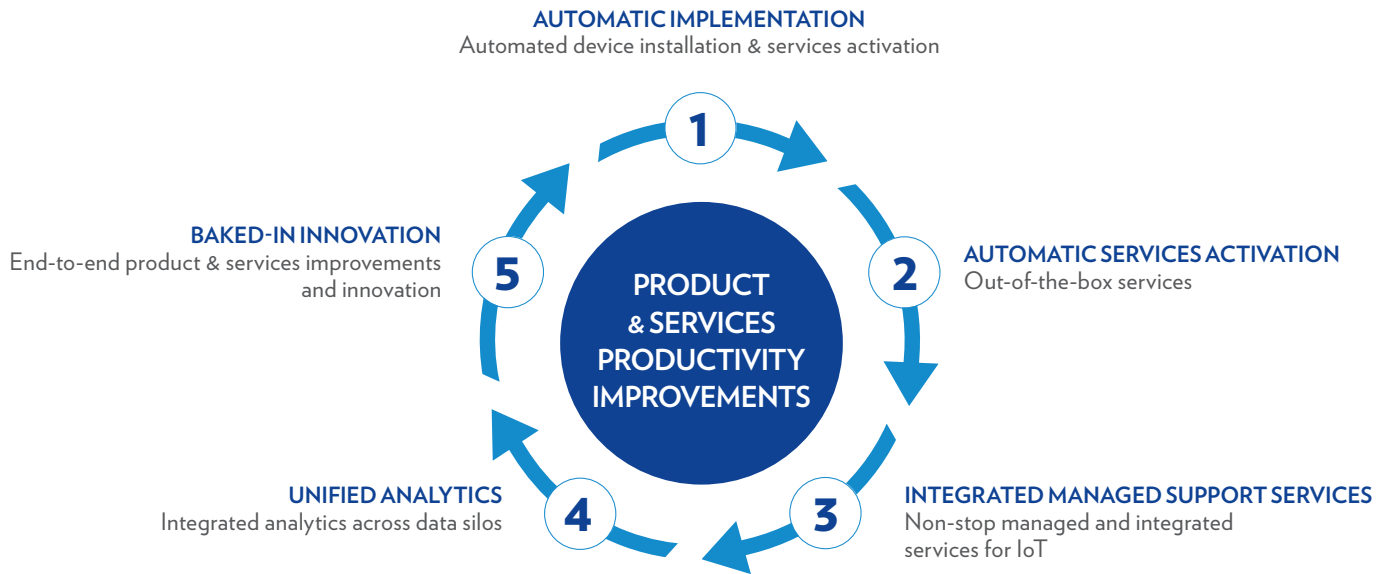 AUTOMATIC IMPLEMENTATION
Automated device installation & services activation
1
AUTOMATIC SERVICES ACTIVATION
Out-of-the-box services
2
INTEGRATED MANAGED SUPPORT SERVICES
Non-stop managed and integrated
services for IoT
3
UNIFIED ANALYTICS
Integrated analytics across data silos
4
BAKED-IN INNOVATION
End-to-end product & services improvements
and innovation
5
PRODUCT
& SERVICES
PRODUCTIVITY
IMPROVEMENTS